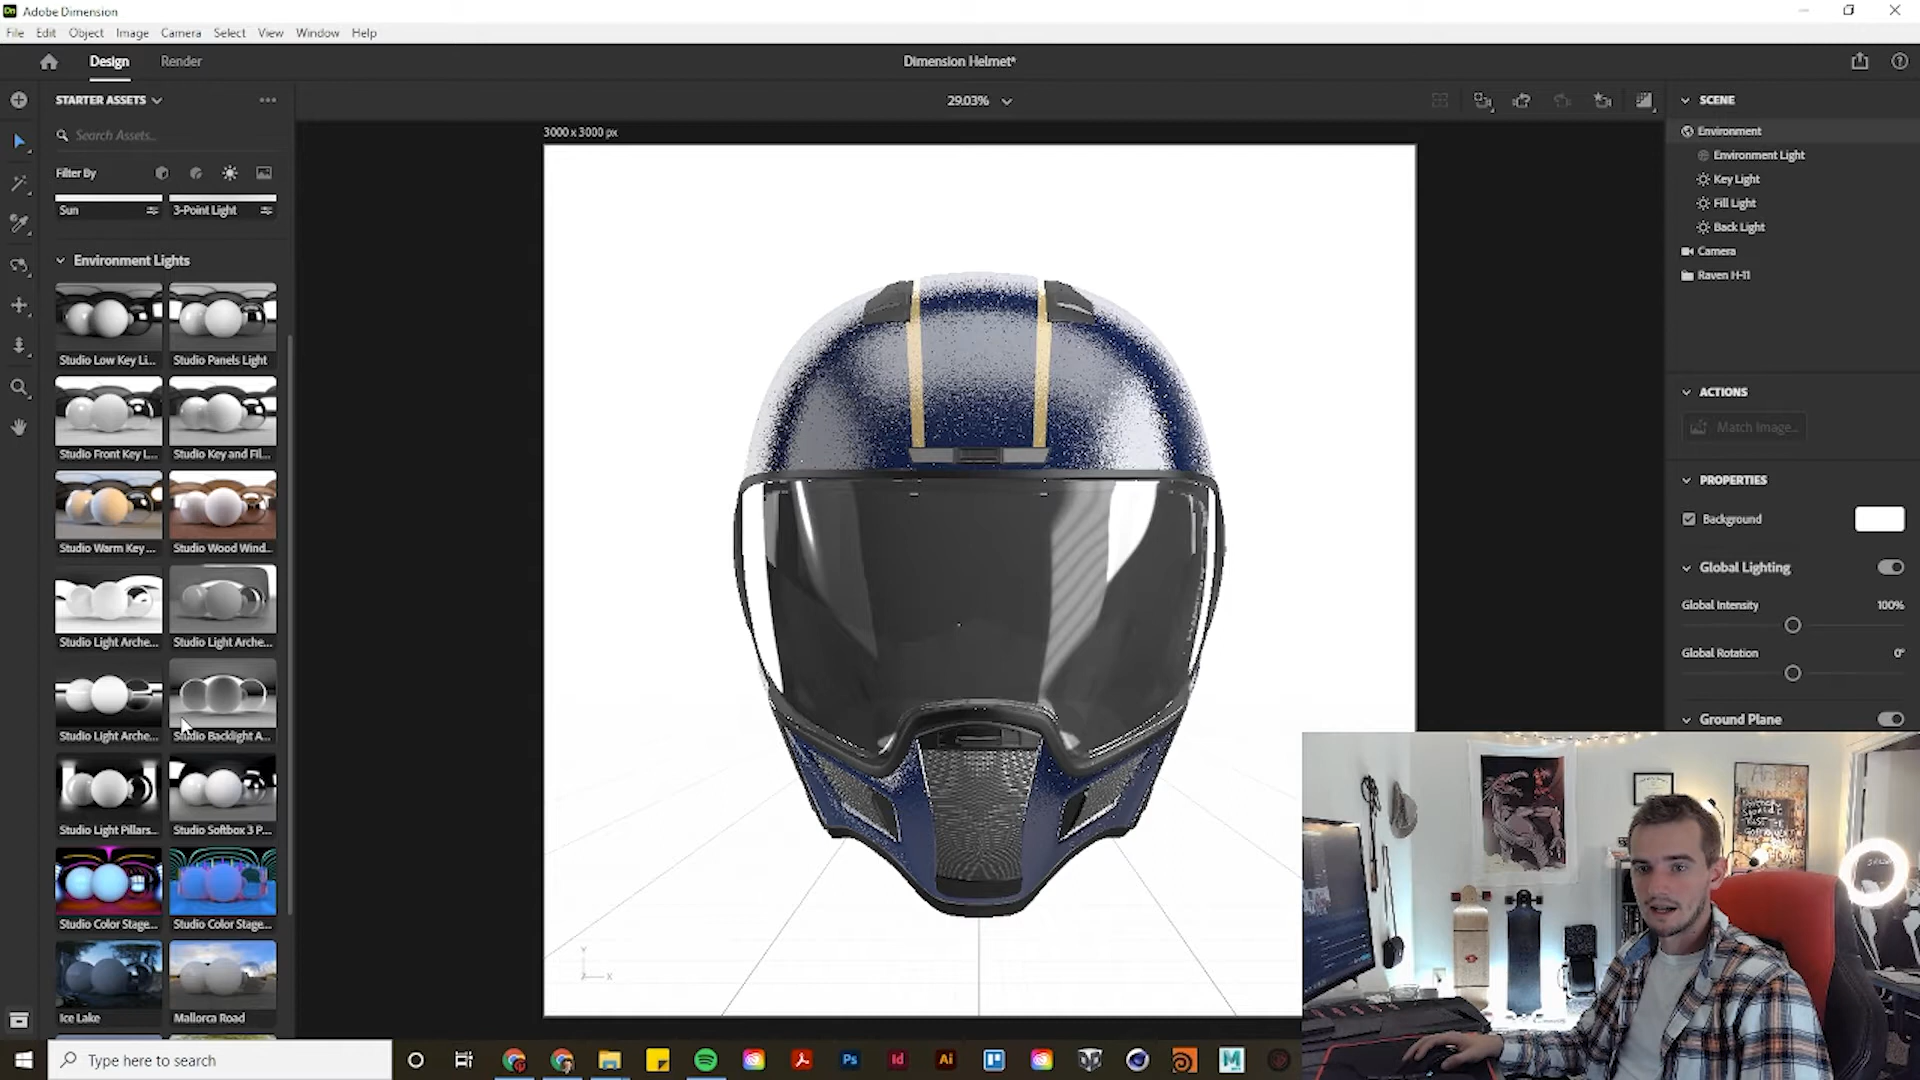 Dn Adobe Dimension
File Edit Object Image Camera Select View Window Help
Design Render Dimension Helmet*
STARTER ASSETS
29.03%
Search Assets...
Filter By
Sun 3-Point Light
Environment Lights
Studio Low Key Li... Studio Panels Light
Studio Front Key L... Studio Key and Fil...
Studio Warm Key ... Studio Wood Wind...
Studio Light Arche... Studio Light Arche...
Studio Light Arche... Studio Backlight A...
Studio Light Pillars... Studio Softbox 3 P...
Studio Color Stage... Studio Color Stage...
Ice Lake Mallorca Road
3000 x 3000 px
Y
Z X
SCENE
Environment
Environment Light
Key Light
Fill Light
Back Light
Camera
Raven H-11
ACTIONS
Match Image...
PROPERTIES
Background
Global Lighting
Global Intensity 100%
Global Rotation 0°
Ground Plane
Type here to search
Ps Id Ai M